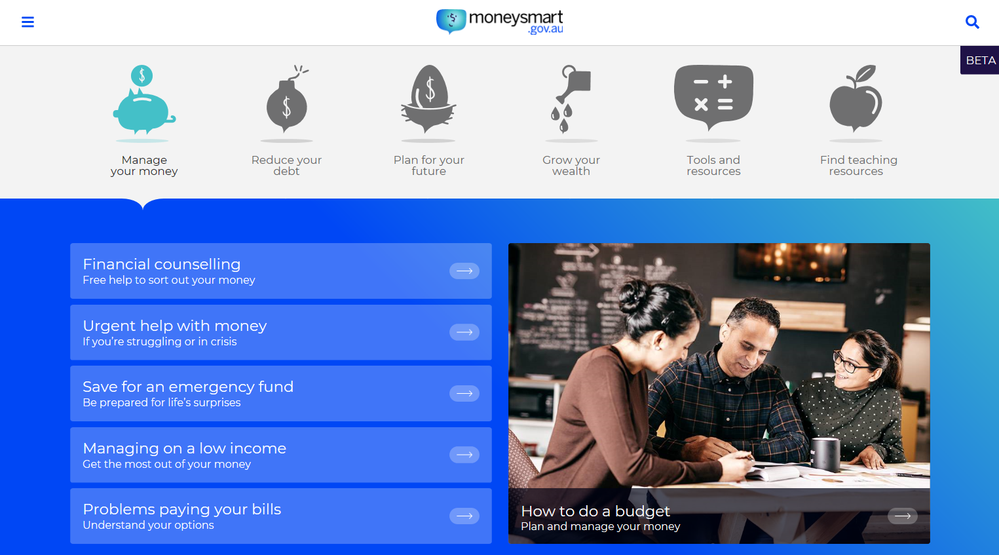 moneysmart
.gov.au
BETA
$
$
$
Manage
your money
Reduce your
debt
Plan for your
future
Grow your
wealth
Tools and
resources
Find teaching
resources
Financial counselling
Free help to sort out your money
Urgent help with money
If you’re struggling or in crisis
Save for an emergency fund
Be prepared for life’s surprises
Managing on a low income
Get the most out of your money
Problems paying your bills
Understand your options
How to do a budget
Plan and manage your money